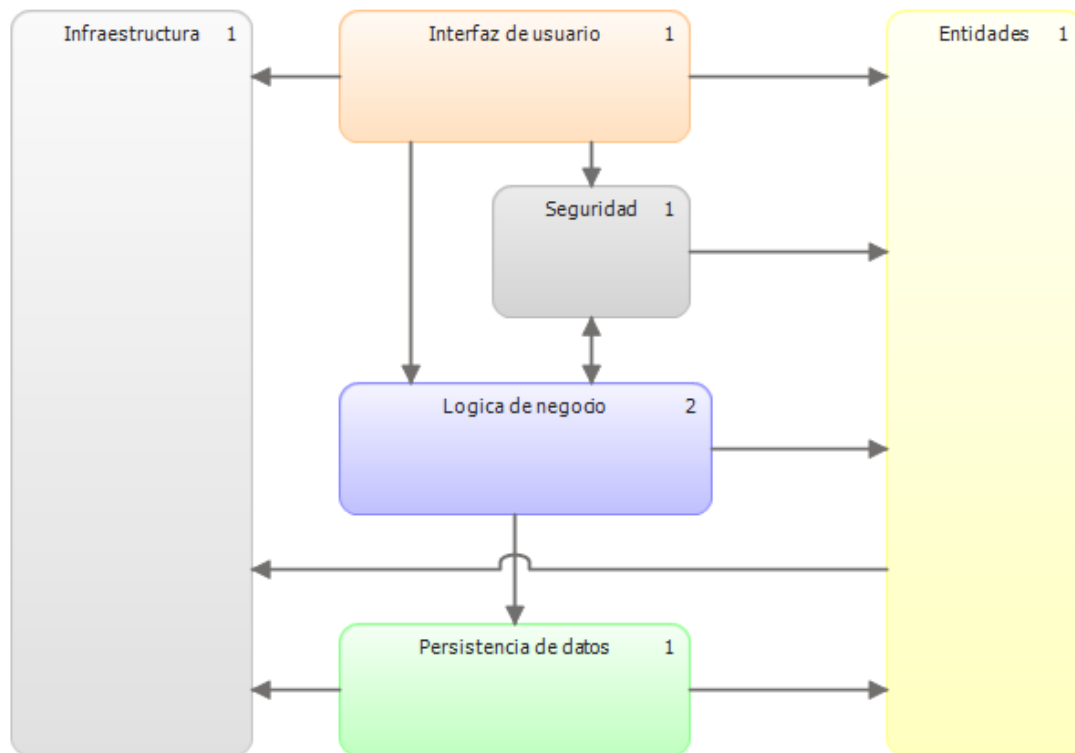 Infraestructura 1
Interfaz de usuario 1
Entidades 1
Seguridad 1
Logica de negocio 2
Persistencia de datos 1